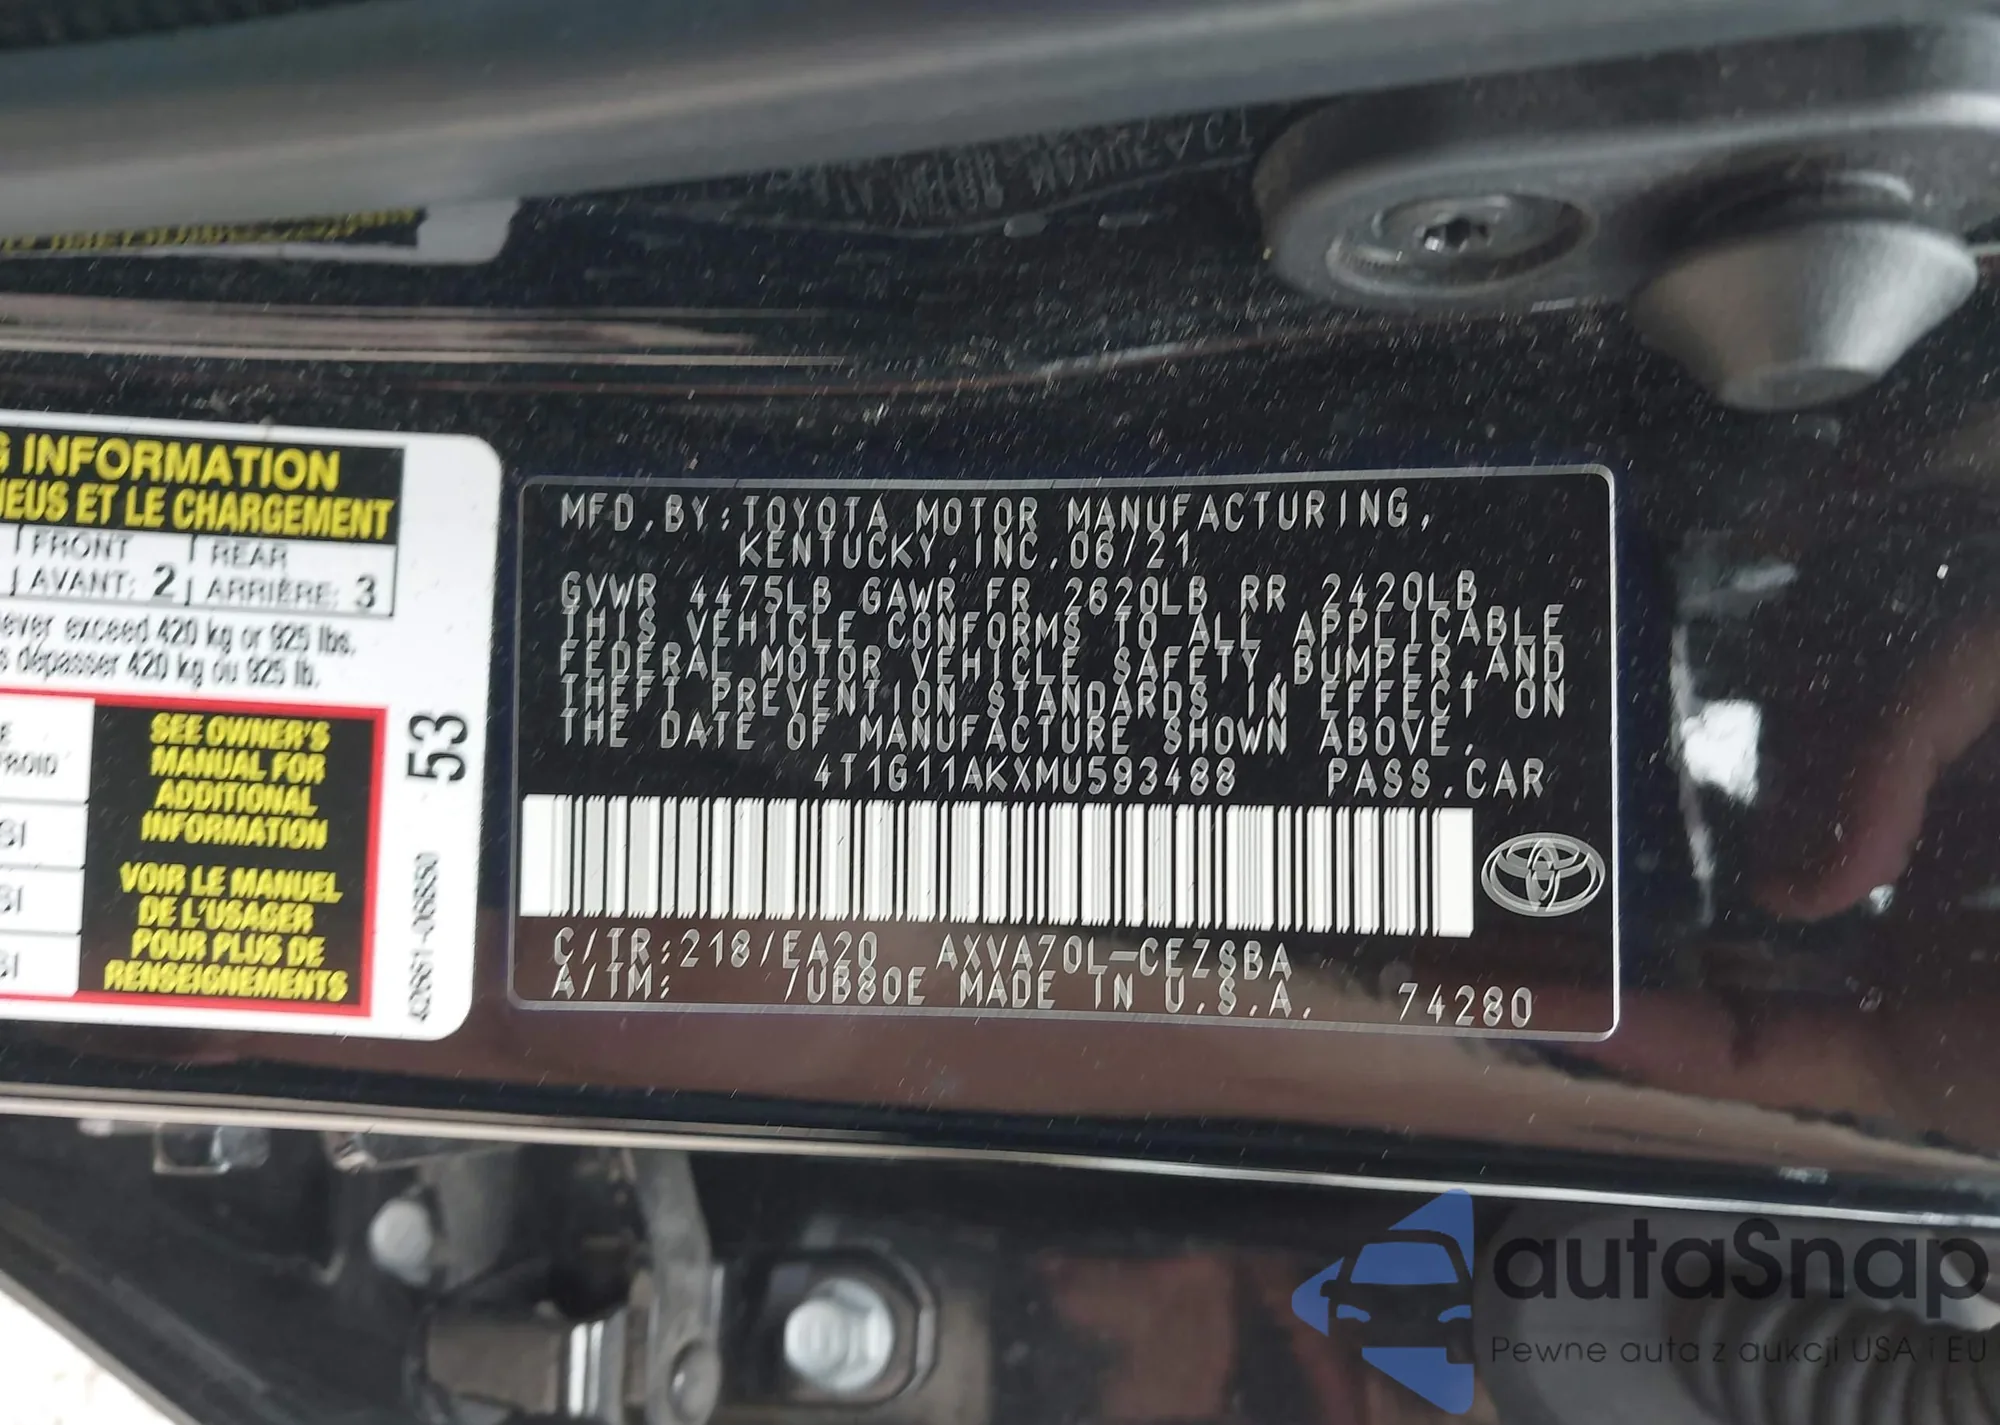 G INFORMATION
NEUS ET LE CHARGEMENT
FRONT REAR
AVANT: 2 ARRIÈRE: 3
ever exceed 420 kg or 925 lbs.
s dépasser 420 kg ou 925 lb.
SEE OWNER'S
MANUAL FOR
ADDITIONAL
INFORMATION
VOIR LE MANUEL
DE L'USAGER
POUR PLUS DE
RENSEIGNEMENTS
53
42661-06650
MFD.BY:TOYOTA MOTOR MANUFACTURING,
KENTUCKY,INC.06/21
GVWR 4475LB GAWR FR 2620LB RR 2420LB
THIS VEHICLE CONFORMS TO ALL APPLICABLE
FEDERAL MOTOR VEHICLE SAFETY,BUMPER,AND
THEFT PREVENTION STANDARDS IN EFFECT ON
THE DATE OF MANUFACTURE SHOWN ABOVE.
4T1G11AKXMU593488 PASS.CAR
C/TR:218/EA20 AXVA70L-CEZSBA
A/TM: /UB80E MADE IN U.S.A. 74280
autaSnap
Pewne auta z aukcji USA i EU